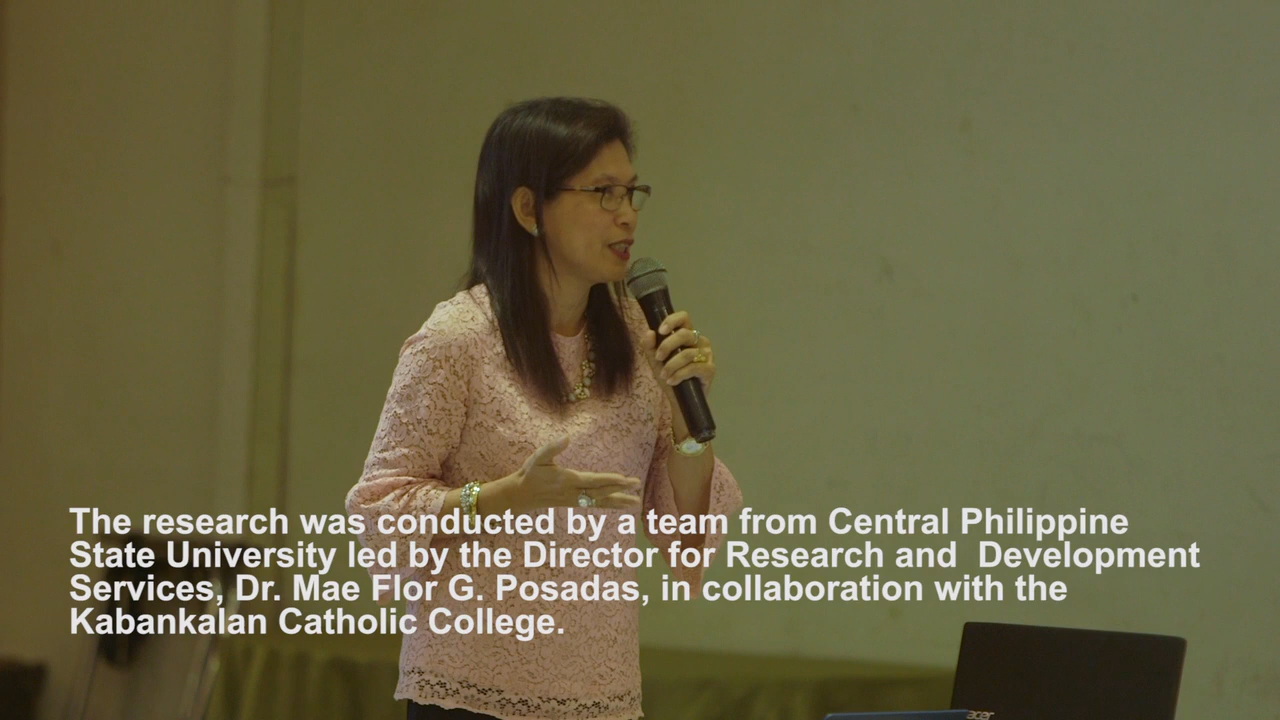 The research was conducted by a team from Central Philippine
State University led by the Director for Research and  Development
Services, Dr. Mae Flor G. Posadas, in collaboration with the
Kabankalan Catholic College.
acer